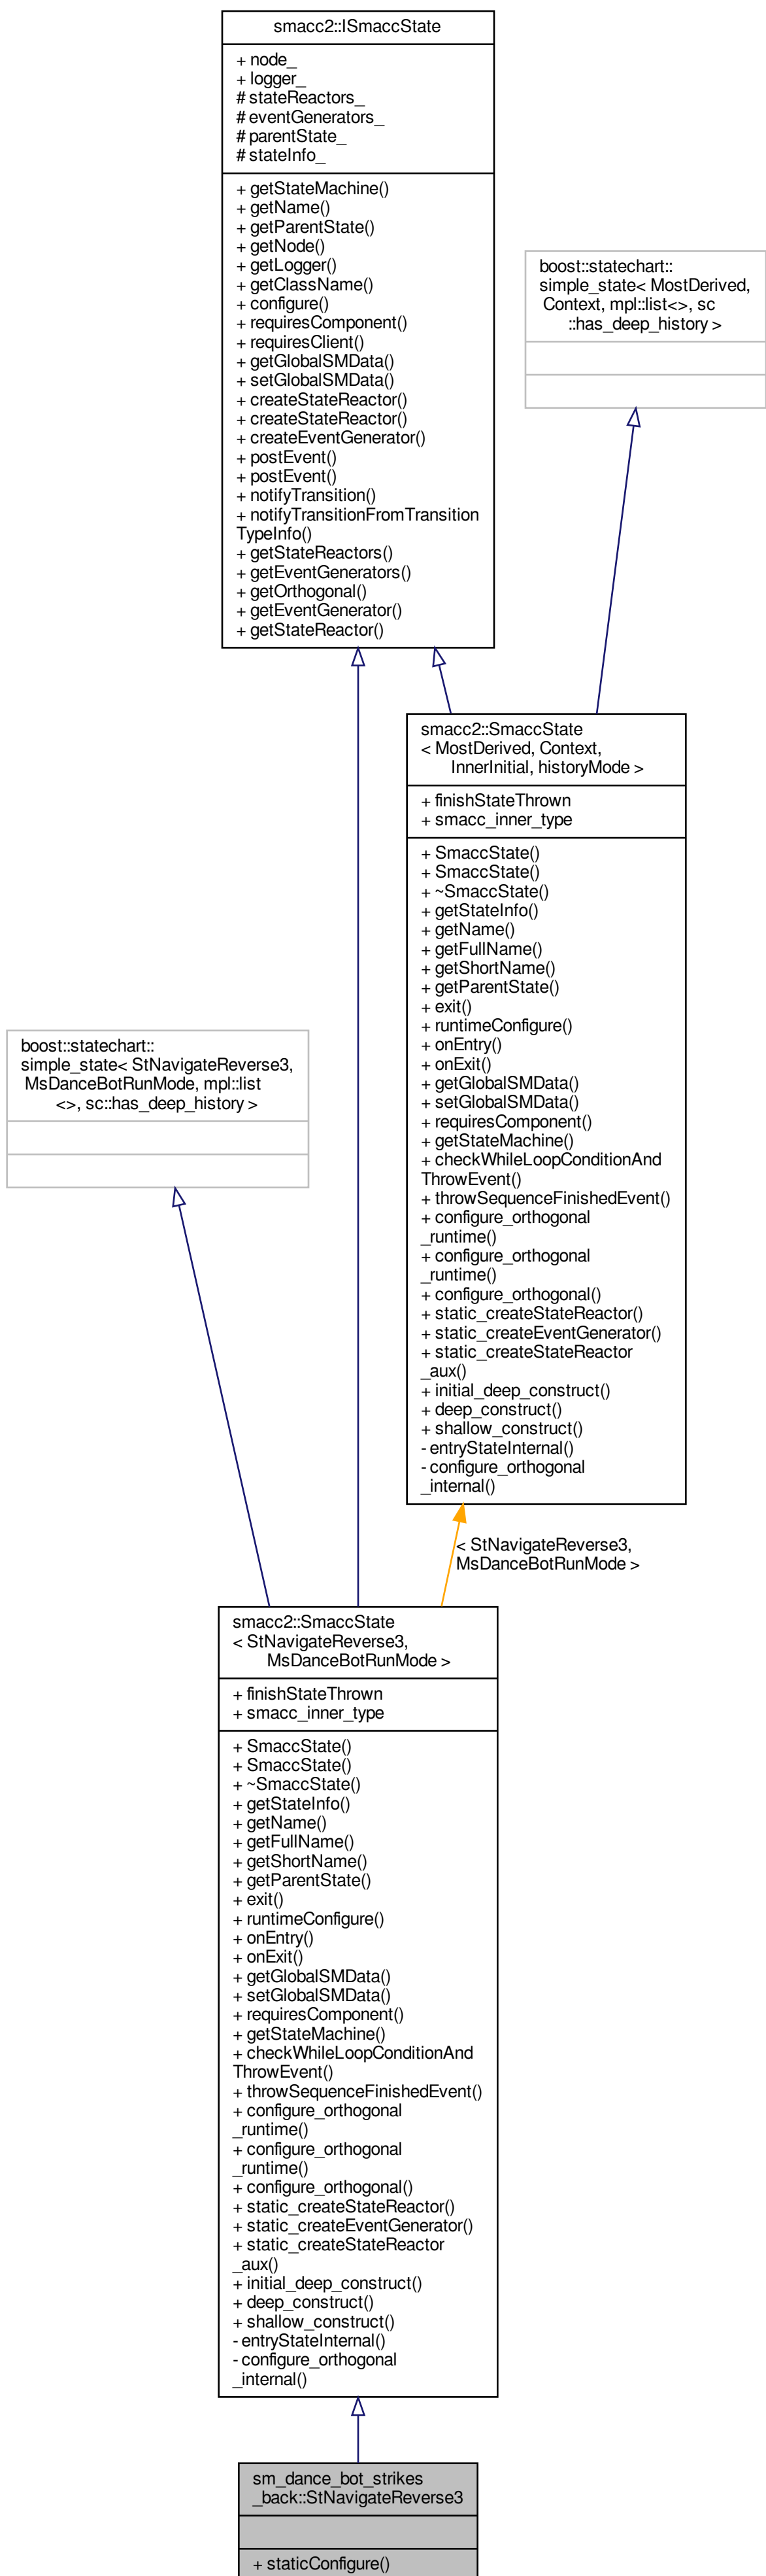 smacc2::ISmaccState
+ node_
+ logger_
# stateReactors_
# eventGenerators_
# parentState_
# stateInfo_
+ getStateMachine()
+ getName()
+ getParentState()
+ getNode()
+ getLogger()
+ getClassName()
+ configure()
+ requiresComponent()
+ requiresClient()
+ getGlobalSMData()
+ setGlobalSMData()
+ createStateReactor()
+ createStateReactor()
+ createEventGenerator()
+ postEvent()
+ postEvent()
+ notifyTransition()
+ notifyTransitionFromTransition
TypeInfo()
+ getStateReactors()
+ getEventGenerators()
+ getOrthogonal()
+ getEventGenerator()
+ getStateReactor()
boost::statechart::
simple_state< MostDerived,
Context, mpl::list<>, sc
::has_deep_history >
smacc2::SmaccState
< MostDerived, Context,
InnerInitial, historyMode >
+ finishStateThrown
+ smacc_inner_type
+ SmaccState()
+ SmaccState()
+ ~SmaccState()
+ getStateInfo()
+ getName()
+ getFullName()
+ getShortName()
+ getParentState()
+ exit()
+ runtimeConfigure()
+ onEntry()
+ onExit()
+ getGlobalSMData()
+ setGlobalSMData()
+ requiresComponent()
+ getStateMachine()
+ checkWhileLoopConditionAnd
ThrowEvent()
+ throwSequenceFinishedEvent()
+ configure_orthogonal
_runtime()
+ configure_orthogonal
_runtime()
+ configure_orthogonal()
+ static_createStateReactor()
+ static_createEventGenerator()
+ static_createStateReactor
_aux()
+ initial_deep_construct()
+ deep_construct()
+ shallow_construct()
- entryStateInternal()
- configure_orthogonal
_internal()
boost::statechart::
simple_state< StNavigateReverse3,
MsDanceBotRunMode, mpl::list
<>, sc::has_deep_history >
< StNavigateReverse3,
MsDanceBotRunMode >
smacc2::SmaccState
< StNavigateReverse3,
MsDanceBotRunMode >
+ finishStateThrown
+ smacc_inner_type
+ SmaccState()
+ SmaccState()
+ ~SmaccState()
+ getStateInfo()
+ getName()
+ getFullName()
+ getShortName()
+ getParentState()
+ exit()
+ runtimeConfigure()
+ onEntry()
+ onExit()
+ getGlobalSMData()
+ setGlobalSMData()
+ requiresComponent()
+ getStateMachine()
+ checkWhileLoopConditionAnd
ThrowEvent()
+ throwSequenceFinishedEvent()
+ configure_orthogonal
_runtime()
+ configure_orthogonal
_runtime()
+ configure_orthogonal()
+ static_createStateReactor()
+ static_createEventGenerator()
+ static_createStateReactor
_aux()
+ initial_deep_construct()
+ deep_construct()
+ shallow_construct()
- entryStateInternal()
- configure_orthogonal
_internal()
sm_dance_bot_strikes
_back::StNavigateReverse3
+ staticConfigure()